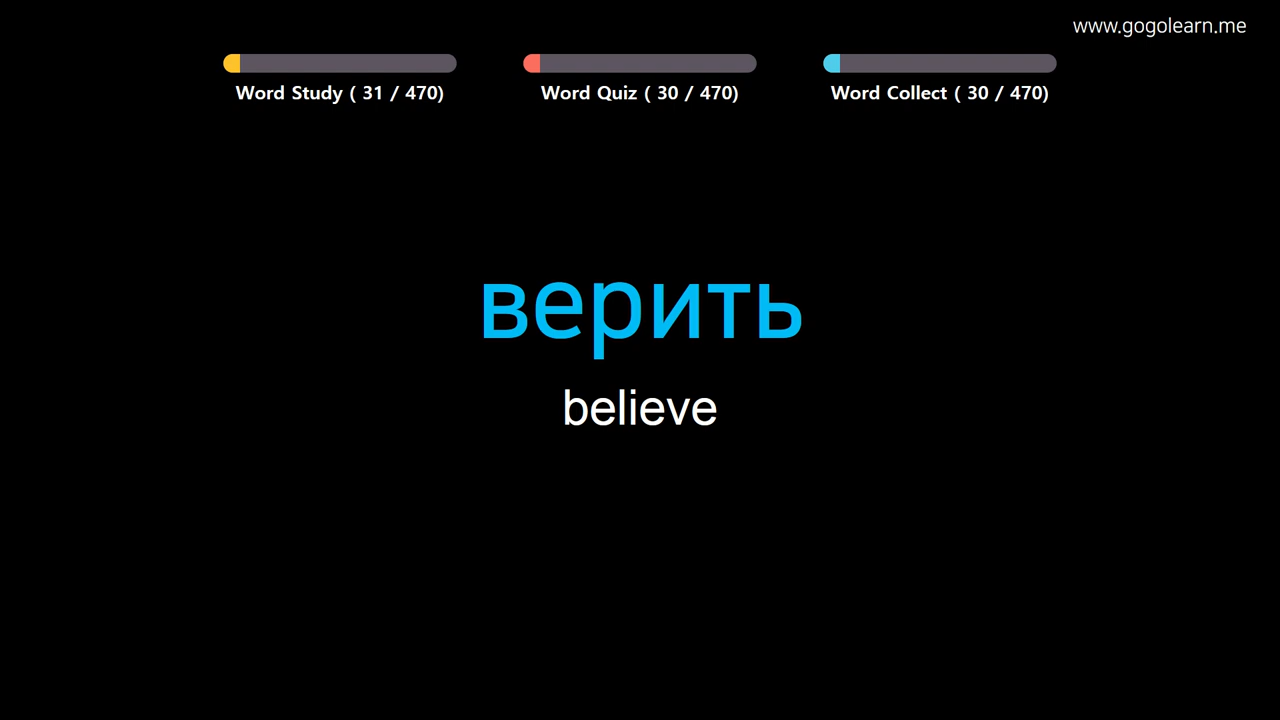 www.gogolearn.me
Word Study ( 31 / 470)
Word Quiz ( 30 / 470)
Word Collect ( 30 / 470)
верить
believe